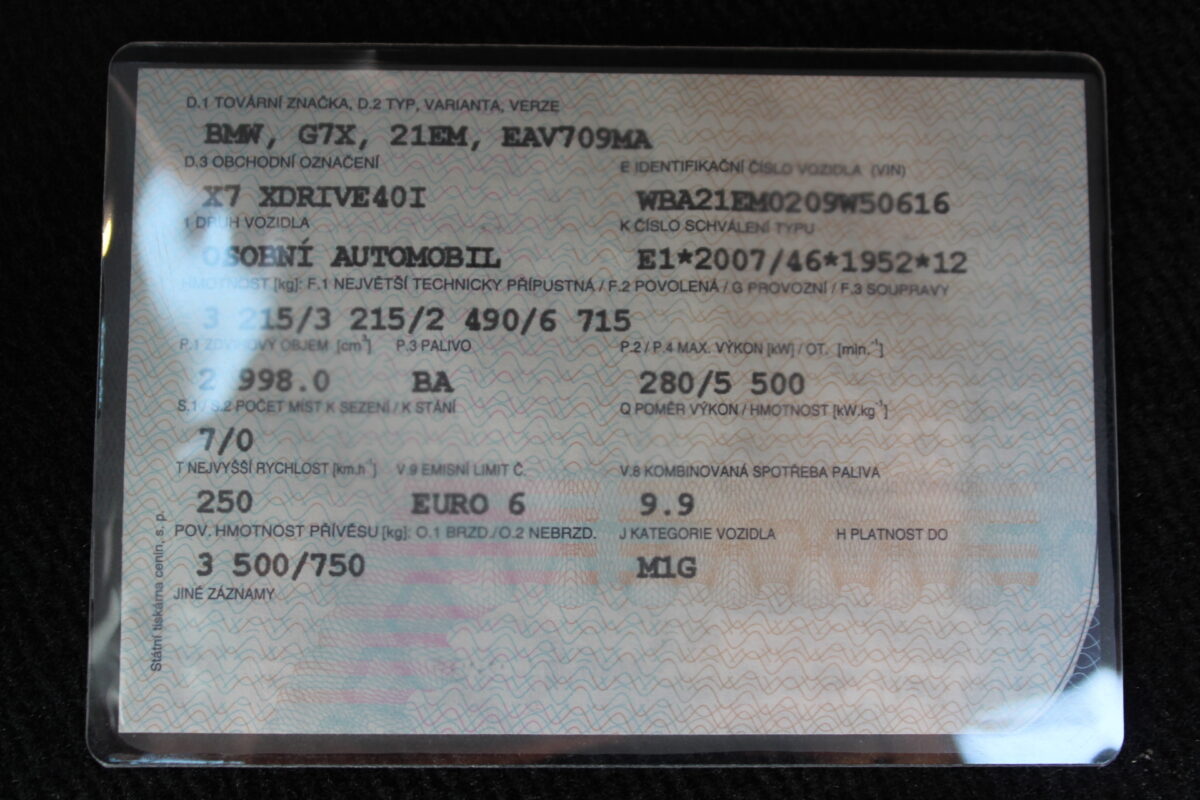 D.1 TOVÁRNÍ ZNAČKA, D.2 TYP, VARIANTA, VERZE
BMW, G7X, 21EM, EAV709MA
D.3 OBCHODNÍ OZNAČENÍ E IDENTIFIKAČNÍ ČÍSLO VOZIDLA (VIN)
X7 XDRIVE40I WBA21EM0209W50616
1 DRUH VOZIDLA K ČÍSLO SCHVÁLENÍ TYPU
OSOBNÍ AUTOMOBIL E1*2007/46*1952*12
HMOTNOST [kg]: F.1 NEJVĚTŠÍ TECHNICKY PŘÍPUSTNÁ / F.2 POVOLENÁ / G PROVOZNÍ / F.3 SOUPRAVY
3 215/3 215/2 490/6 715
P.1 ZDVIHOVÝ OBJEM [cm³] P.3 PALIVO P.2 / P.4 MAX. VÝKON [kW] / OT. [min.⁻¹]
2 998.0 BA 280/5 500
S.1 / S.2 POČET MÍST K SEZENÍ / K STÁNÍ Q POMĚR VÝKON / HMOTNOST [kW.kg⁻¹]
7/0
T NEJVYŠŠÍ RYCHLOST [km.h⁻¹] V.9 EMISNÍ LIMIT Č. V.8 KOMBINOVANÁ SPOTŘEBA PALIVA
250 EURO 6 9.9
POV. HMOTNOST PŘÍVĚSU [kg]: O.1 BRZD./O.2 NEBRZD. J KATEGORIE VOZIDLA H PLATNOST DO
3 500/750 M1G
JINÉ ZÁZNAMY
Státní tiskárna cenin, s. p.